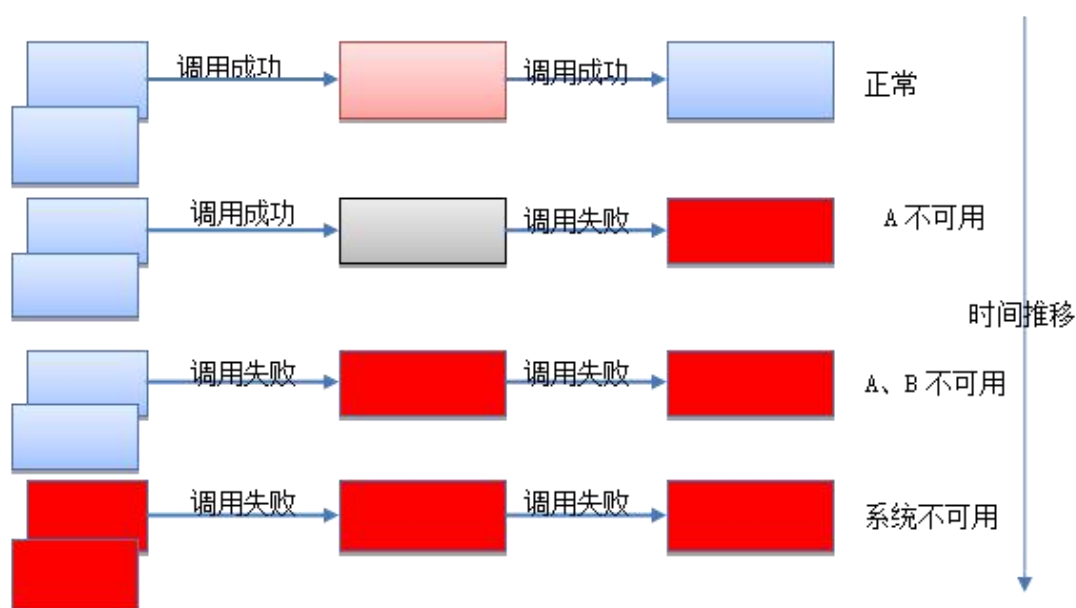 调用成功
调用成功
正常
调用成功
调用失败
A 不可用
时间推移
调用失败
调用失败
A、B 不可用
调用失败
调用失败
系统不可用